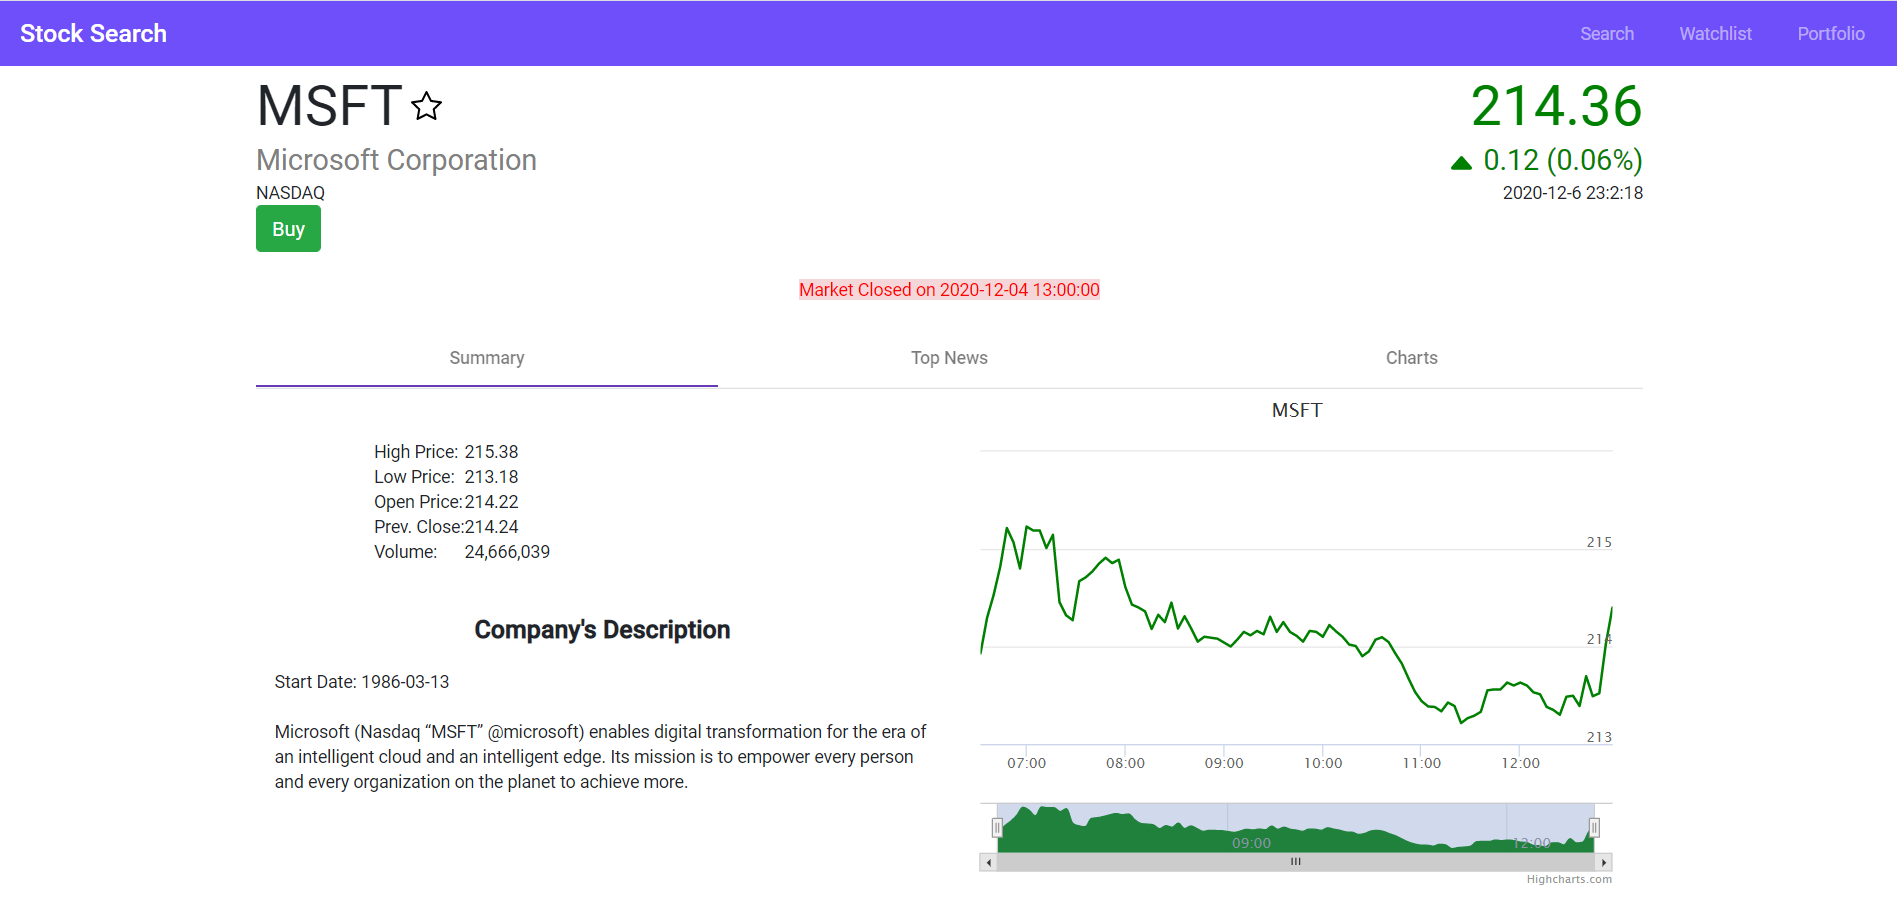 Stock Search
Search Watchlist Portfolio
MSFT
214.36
Microsoft Corporation
0.12 (0.06%)
NASDAQ
2020-12-6 23:2:18
Buy
Market Closed on 2020-12-04 13:00:00
Summary Top News Charts
High Price: 215.38
Low Price: 213.18
Open Price: 214.22
Prev. Close: 214.24
Volume: 24,666,039
Company's Description
Start Date: 1986-03-13
Microsoft (Nasdaq “MSFT” @microsoft) enables digital transformation for the era of
an intelligent cloud and an intelligent edge. Its mission is to empower every person
and every organization on the planet to achieve more.
MSFT
215
214
213
07:00 08:00 09:00 10:00 11:00 12:00
09:00 12:00
Highcharts.com